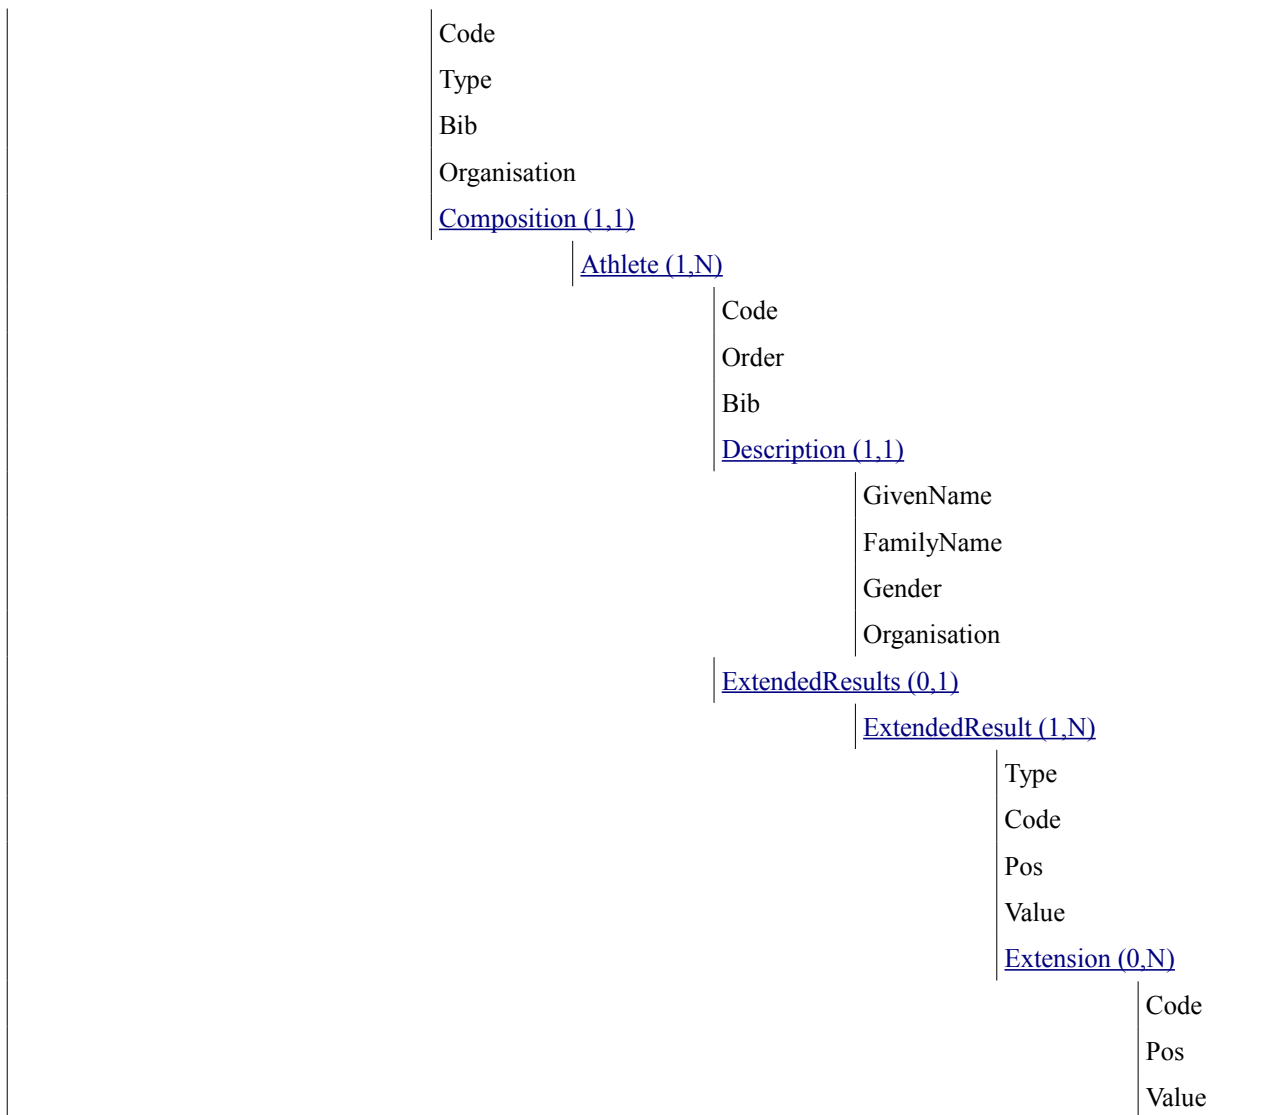 Code
Type
Bib
Organisation
Composition (1,1)
Athlete (1,N)
Code
Order
Bib
Description (1,1)
GivenName
FamilyName
Gender
Organisation
ExtendedResults (0,1)
ExtendedResult (1,N)
Type
Code
Pos
Value
Extension (0,N)
Code
Pos
Value